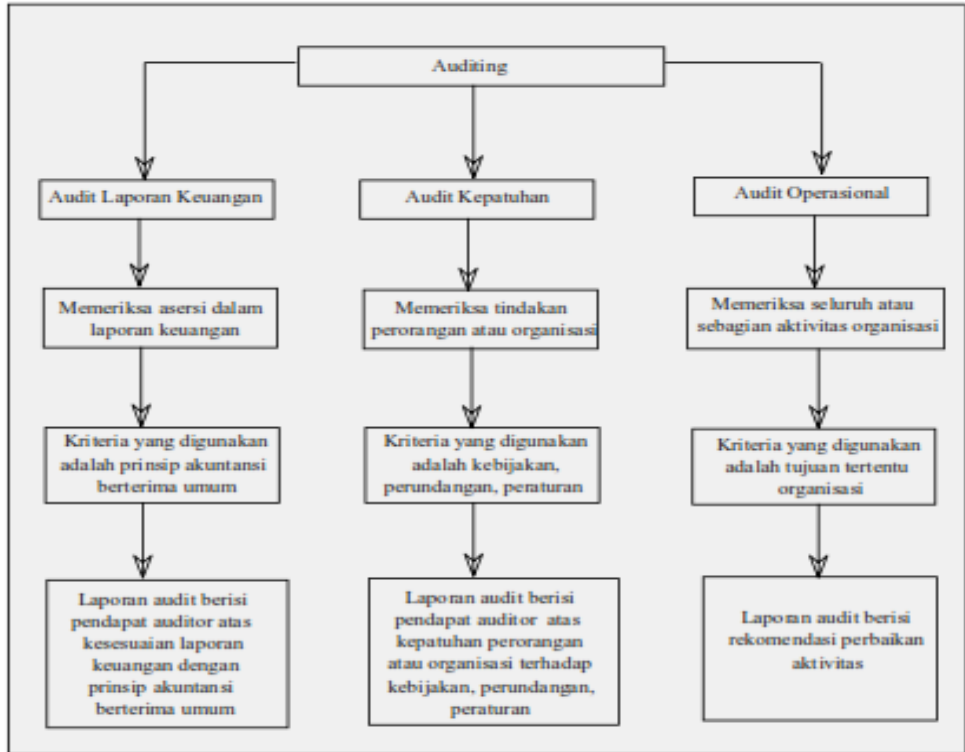 Auditing
Audit Laporan Keuangan
Audit Kepatuhan
Audit Operasional
Memeriksa asersi dalam
laporan keuangan
Memeriksa tindakan
perorangan atau organisasi
Memeriksa seluruh atau
sebagian aktivitas organisasi
Kriteria yang digunakan
adalah prinsip akuntansi
berterima umum
Kriteria yang digunakan
adalah kebijakan,
perundangan, peraturan
Kriteria yang digunakan
adalah tujuan tertentu
organisasi
Laporan audit berisi
pendapat auditor atas
kesesuaian laporan
keuangan dengan
prinsip akuntansi
berterima umum
Laporan audit berisi
pendapat auditor atas
kepatuhan perorangan
atau organisasi terhadap
kebijakan, perundangan,
peraturan
Laporan audit berisi
rekomendasi perbaikan
aktivitas